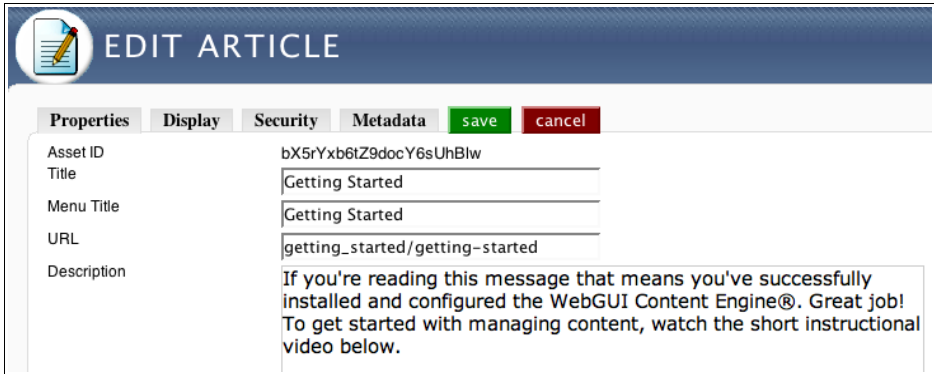 EDIT ARTICLE
Properties Display Security Metadata save cancel
Asset ID bX5rYxb6tZ9docY6sUhBlw
Title Getting Started
Menu Title Getting Started
URL getting_started/getting-started
Description If you're reading this message that means you've successfully
installed and configured the WebGUI Content Engine®. Great job!
To get started with managing content, watch the short instructional
video below.